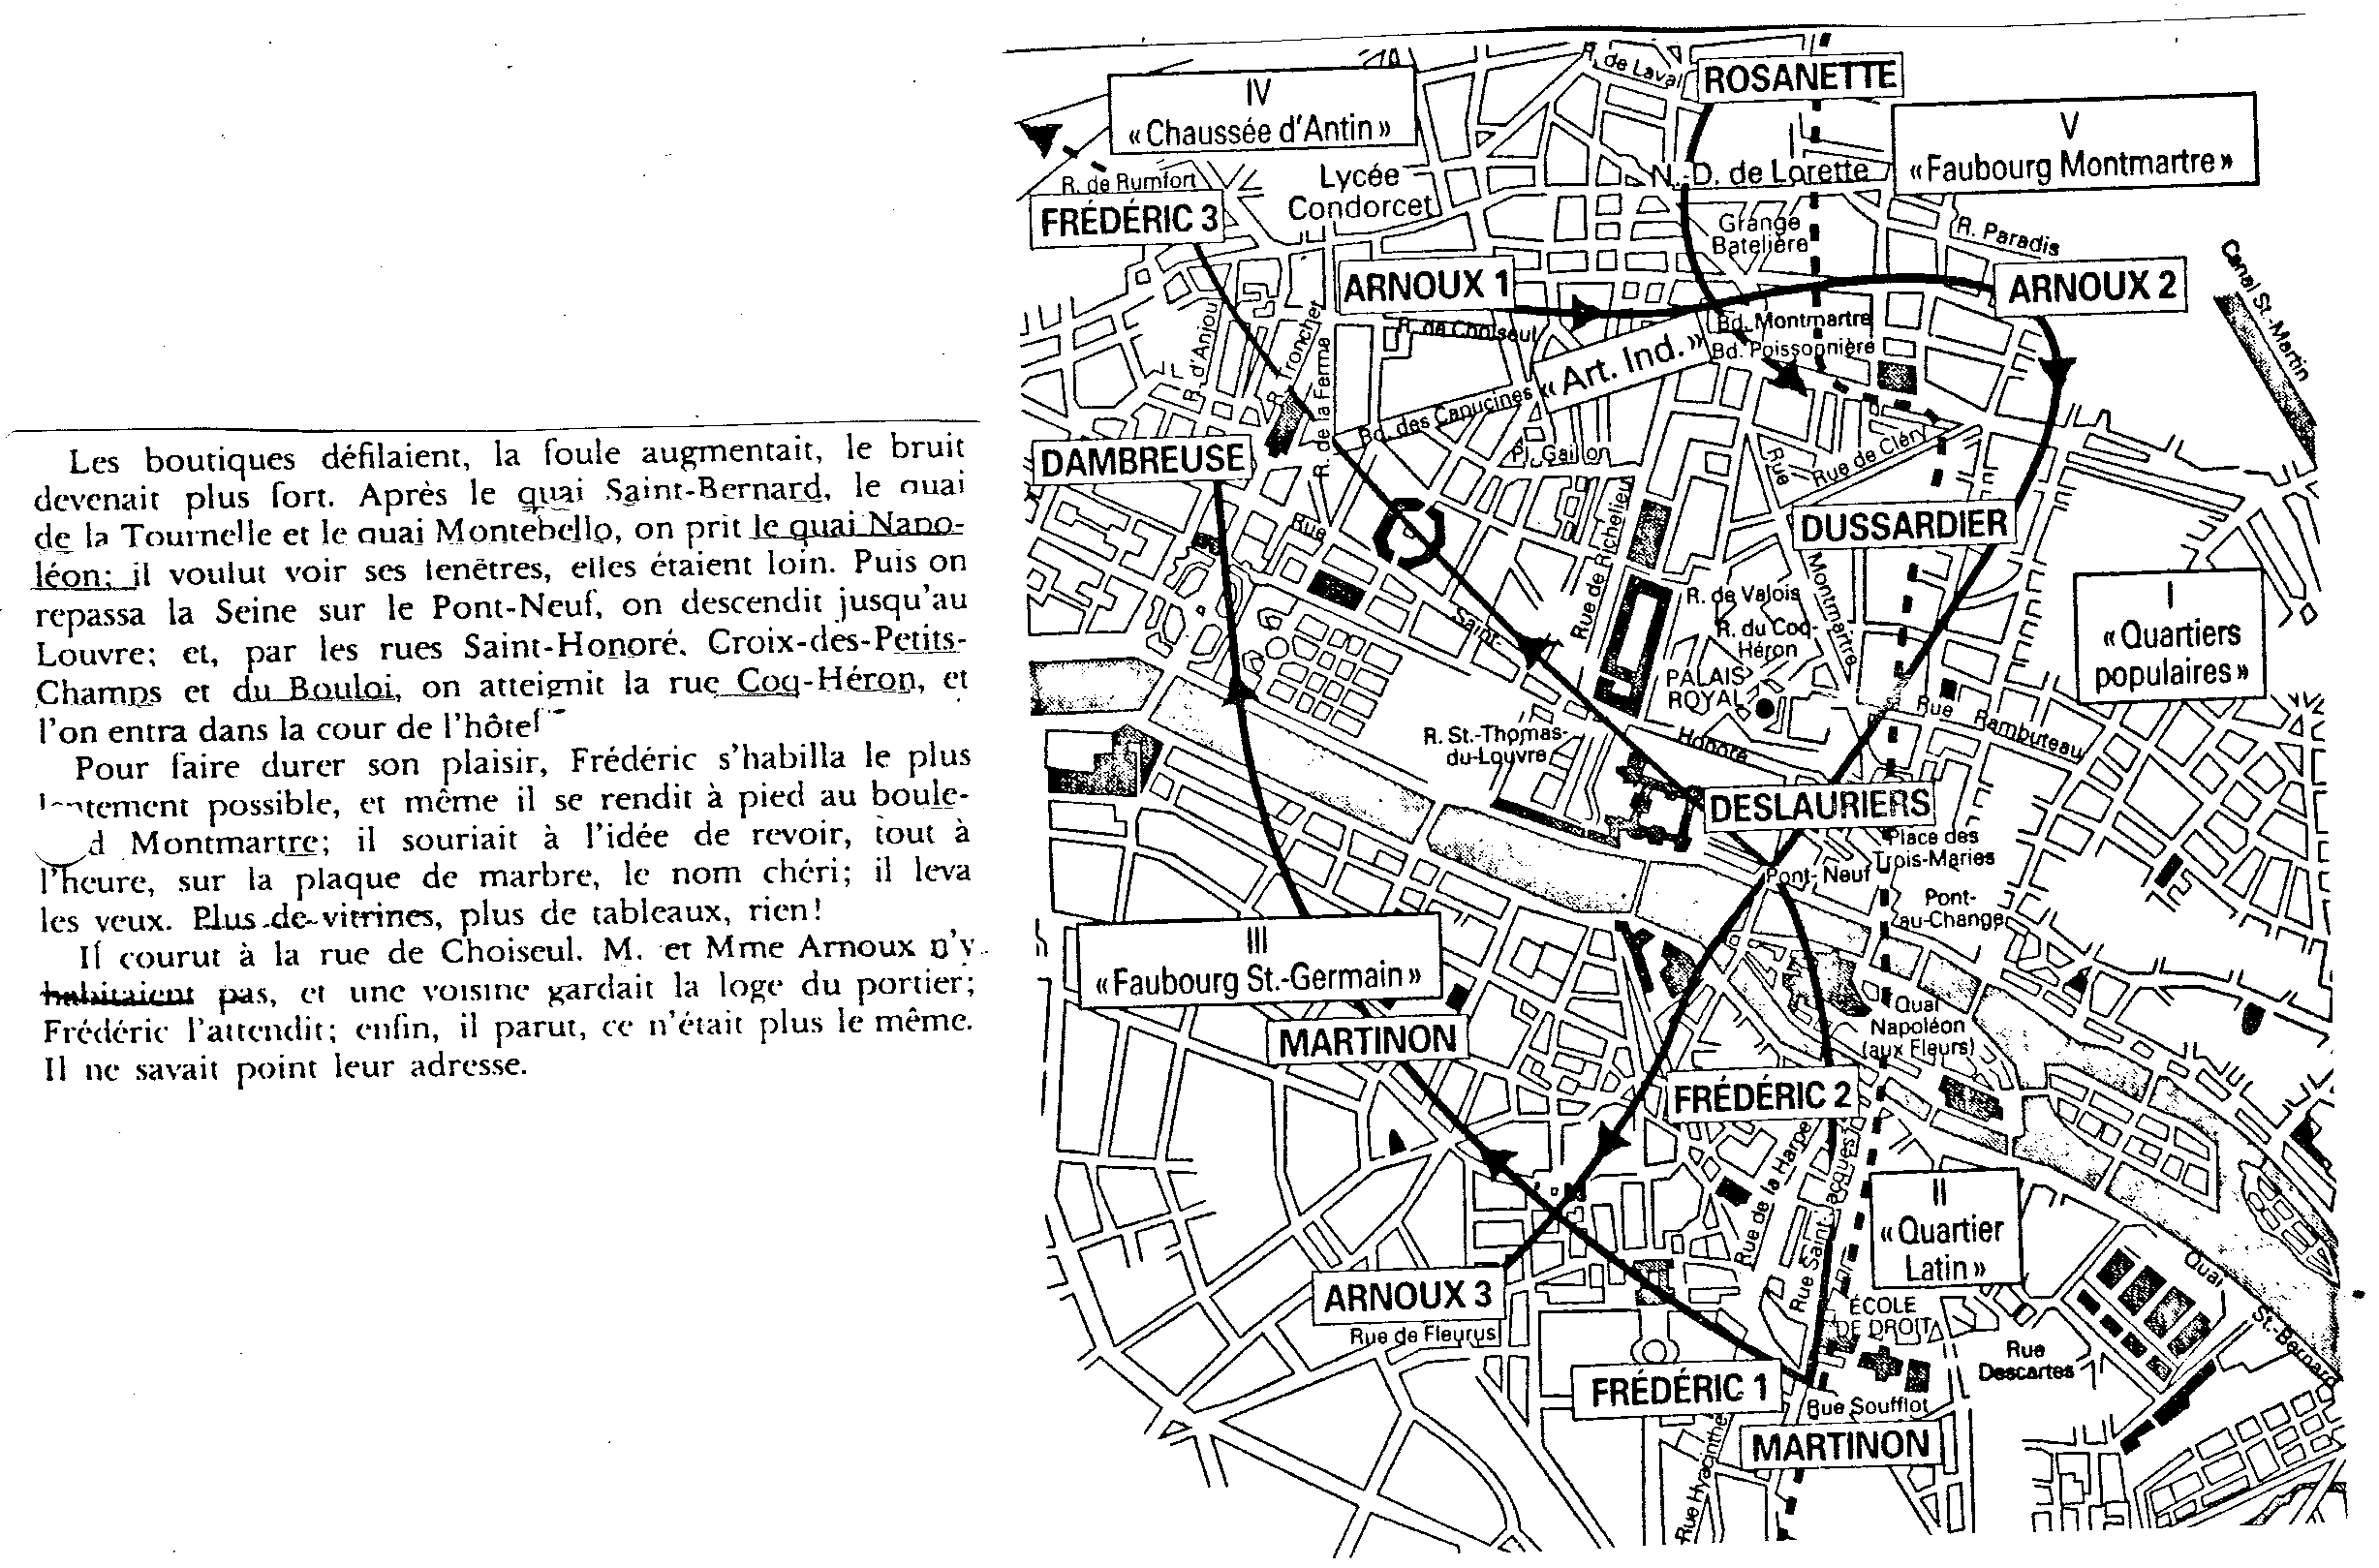 Les boutiques défilaient, la foule augmentait, le bruit
devenait plus fort. Après le quai Saint-Bernard, le quai
de la Tournelle et le quai Montebello, on prit le quai Napo-
léon; il voulut voir ses fenêtres, elles étaient loin. Puis on
repassa la Seine sur le Pont-Neuf, on descendit jusqu'au
Louvre; et, par les rues Saint-Honoré, Croix-des-Petits-
Champs et du Bouloi, on atteignit la rue Coq-Héron, et
l'on entra dans la cour de l'hôtel
Pour faire durer son plaisir, Frédéric s'habilla le plus
lentement possible, et même il se rendit à pied au boule-
d Montmartre; il souriait à l'idée de revoir, tout à
l'heure, sur la plaque de marbre, le nom chéri; il leva
les yeux. Plus de vitrines, plus de tableaux, rien!
Il courut à la rue de Choiseul. M. et Mme Arnoux n'y
habitaient pas, et une voisine gardait la loge du portier;
Frédéric l'attendit; enfin, il parut, ce n'était plus le même.
Il ne savait point leur adresse.
R. de Laval
ROSANETTE
IV
«Chaussée d'Antin»
V
«Faubourg Montmartre»
R. de Rumfort
Lycée
Condorcet
N.-D. de Lorette
FRÉDÉRIC 3
Grange
Batelière
R. Paradis
ARNOUX 1
ARNOUX 2
Canal St.-Martin
R. d'Anjou
R. Tronchet
R. de la Ferme
R. de Choiseul
Bd. Montmartre
Bd. Poissonnière
«Art. Ind.»
Bd. des Capucines
Pl. Gaillon
Rue de Cléry
DAMBREUSE
Rue
Saint-
Honoré
Rue de Richelieu
Rue
Montmartre
DUSSARDIER
R. de Valois
R. du Coq-
Héron
PALAIS
ROYAL
I
«Quartiers
populaires»
Rue Rambuteau
R. St.-Thomas-
du-Louvre
DESLAURIERS
Place des
Trois-Maries
Pont-Neuf
Pont-
au-Change
III
«Faubourg St.-Germain»
MARTINON
Quai
Napoléon
(aux Fleurs)
FRÉDÉRIC 2
Rue de la Harpe
Rue Saint-Jacques
II
«Quartier
Latin»
ARNOUX 3
Rue de Fleurus
ÉCOLE
DE DROIT
Rue
Descartes
Quai
St.-Bernard
FRÉDÉRIC 1
Rue Soufflot
MARTINON
Rue Hyacinthe